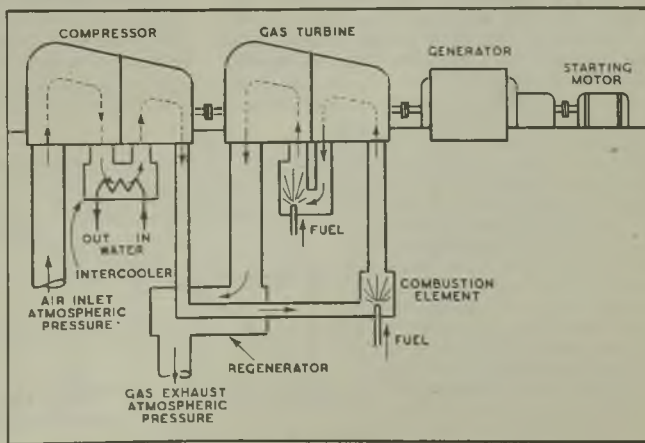 COMPRESSOR
GAS TURBINE
GENERATOR
STARTING
MOTOR
OUT IN
WATER
INTERCOOLER
FUEL
AIR INLET
ATMOSPHERIC
PRESSURE
COMBUSTION
ELEMENT
FUEL
REGENERATOR
GAS EXHAUST
ATMOSPHERIC
PRESSURE